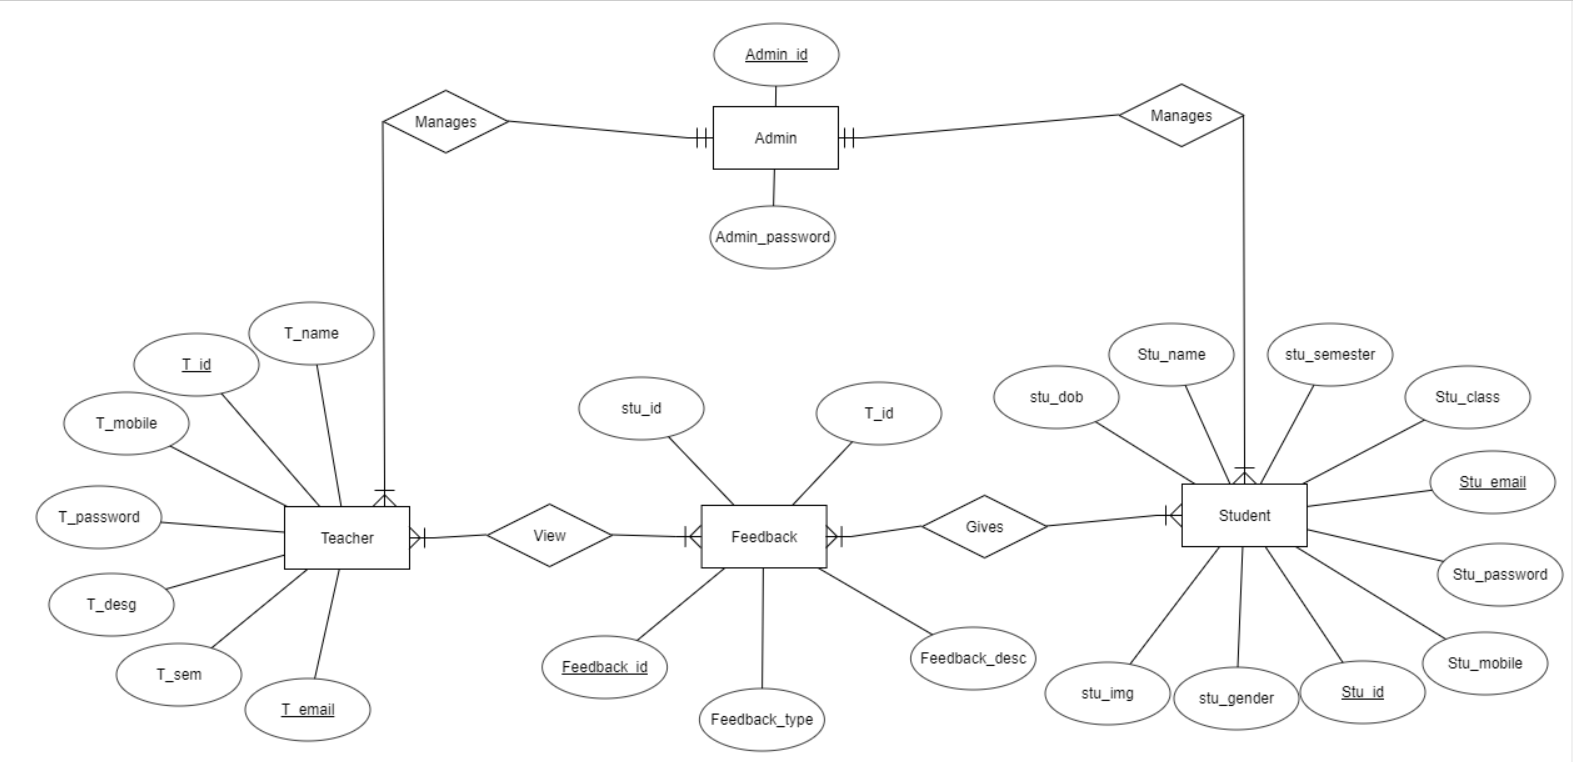 Admin_id
Manages
Admin
Manages
Admin_password
T_name
T_id
T_mobile
T_password
T_desg
T_sem
T_email
Teacher
View
stu_id
T_id
Feedback
Feedback_id
Feedback_type
Feedback_desc
Gives
stu_dob
Stu_name
stu_semester
Stu_class
Stu_email
Student
Stu_password
Stu_mobile
Stu_id
stu_gender
stu_img